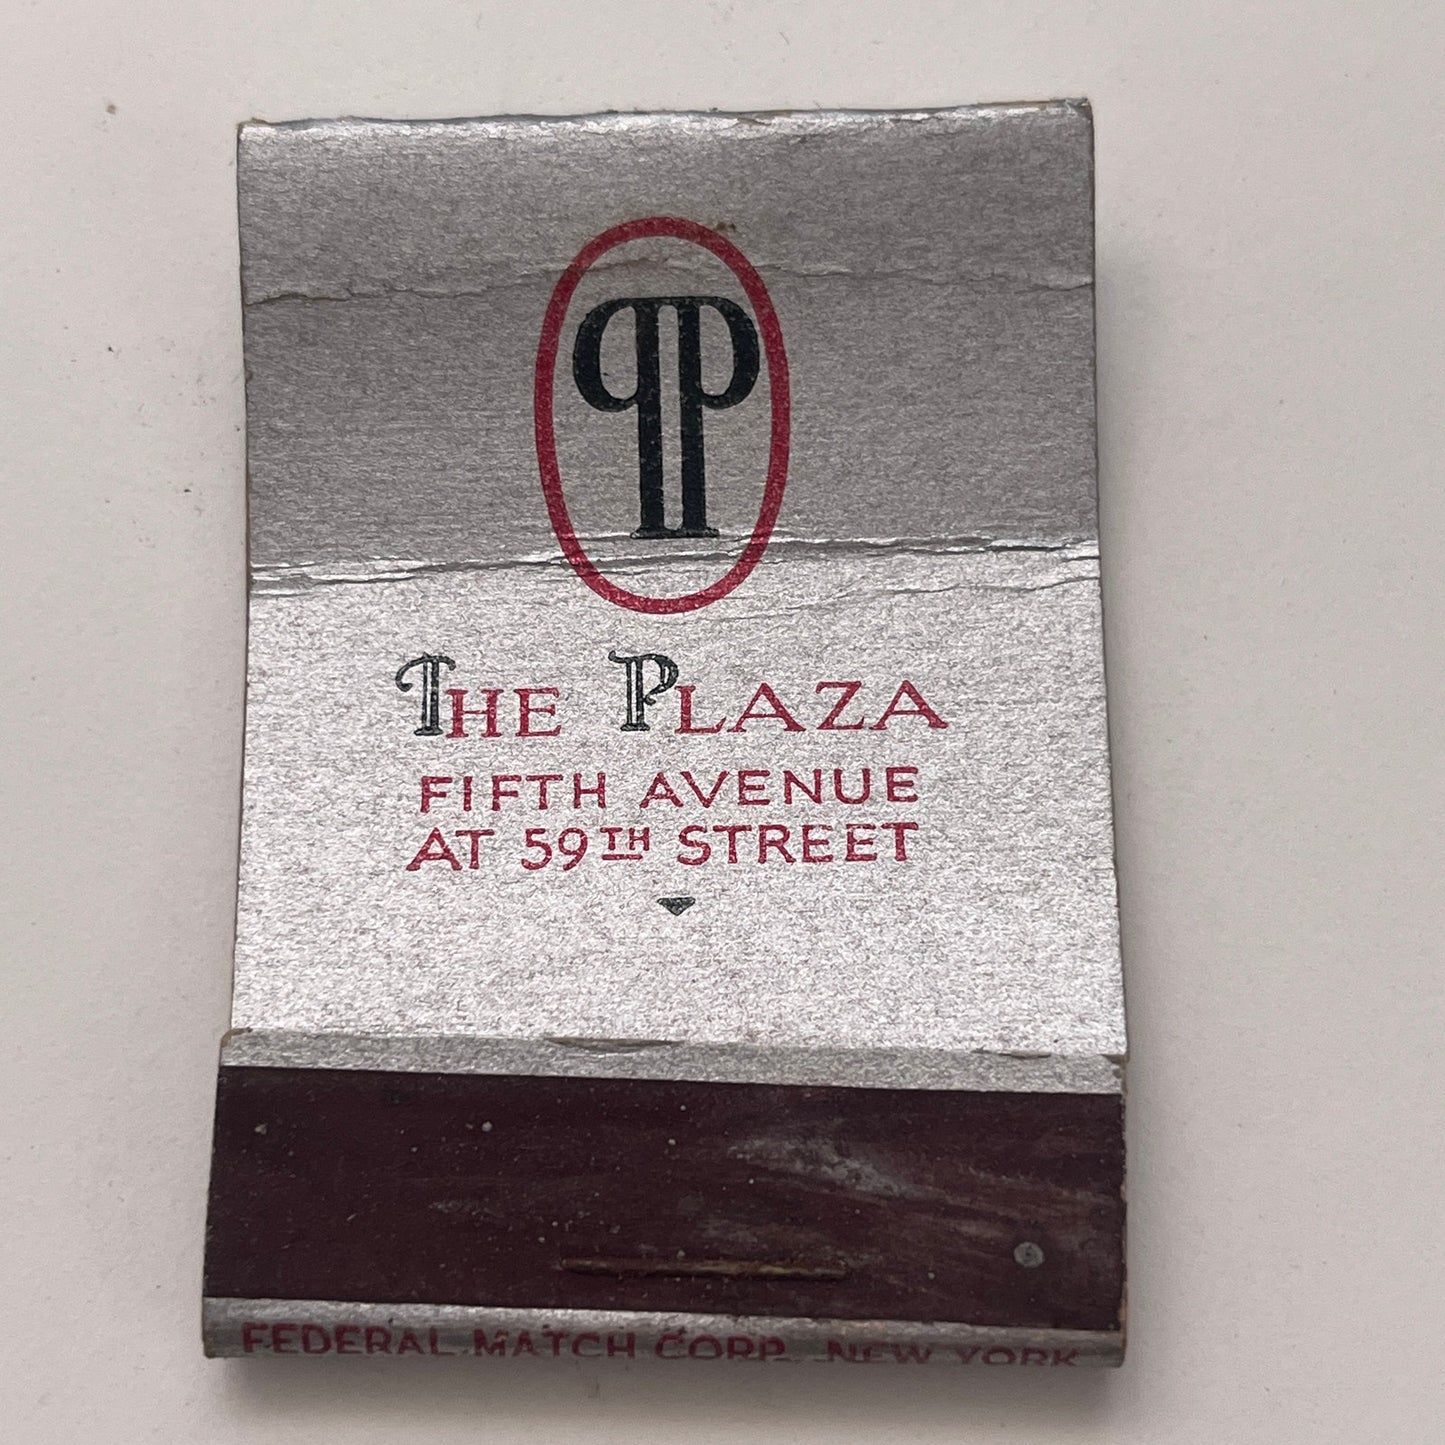 PP
THE PLAZA
FIFTH AVENUE
AT 59TH STREET
FEDERAL MATCH CORP. NEW YORK